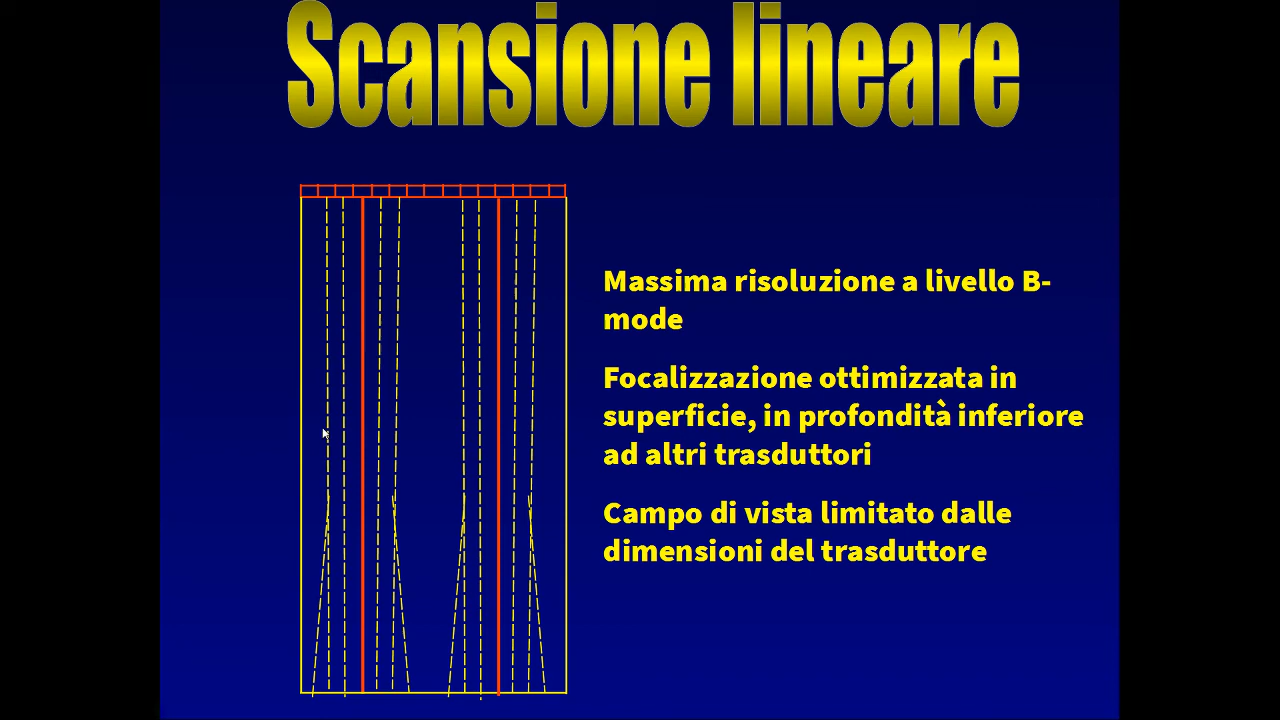 Scansione lineare
Massima risoluzione a livello B-
mode
Focalizzazione ottimizzata in
superficie, in profondità inferiore
ad altri trasduttori
Campo di vista limitato dalle
dimensioni del trasduttore